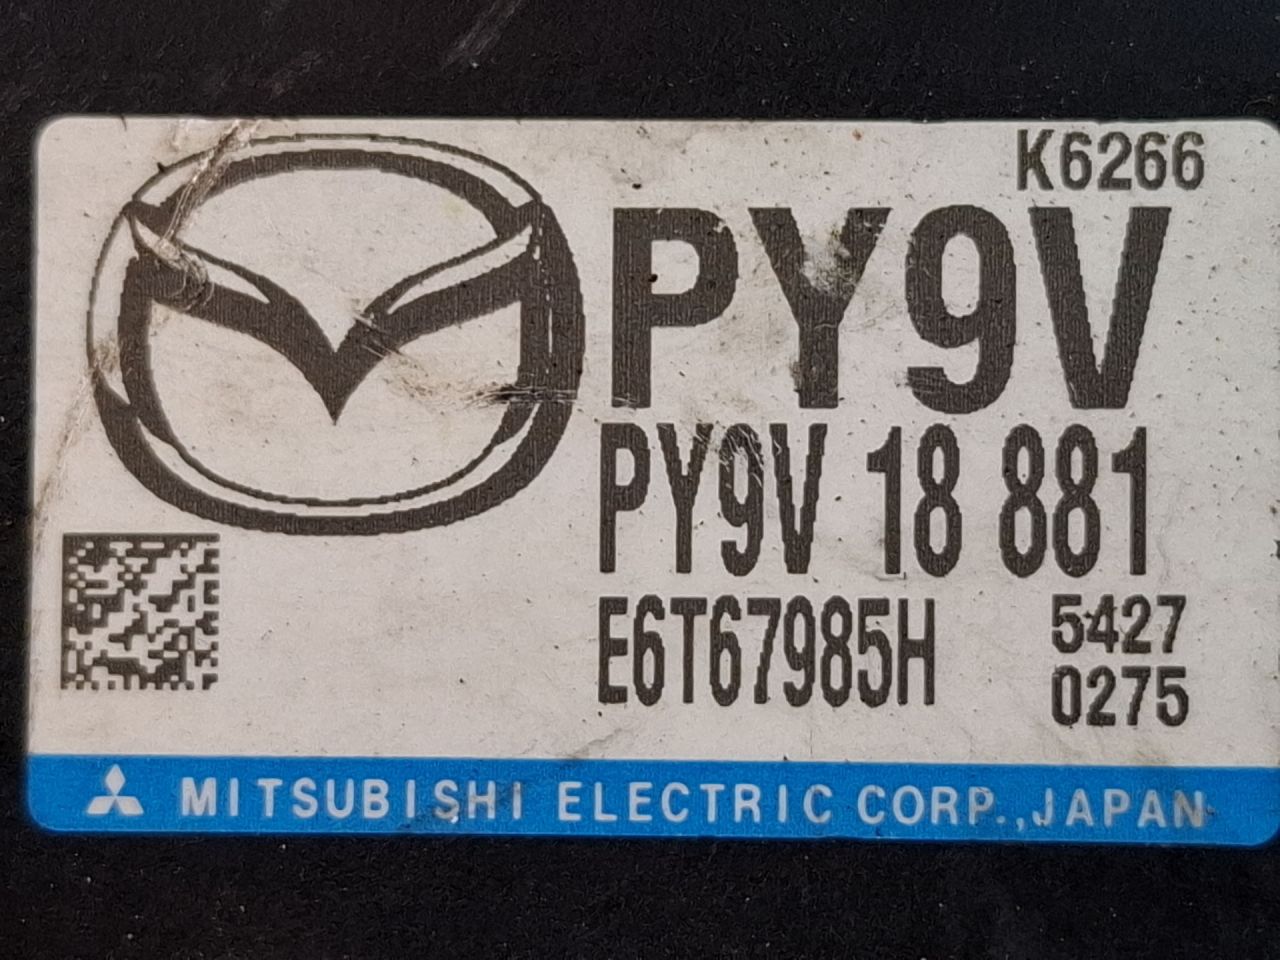 K6266
PY9V
PY9V 18 881
E6T67985H 5427
0275
MITSUBISHI ELECTRIC CORP.,JAPAN